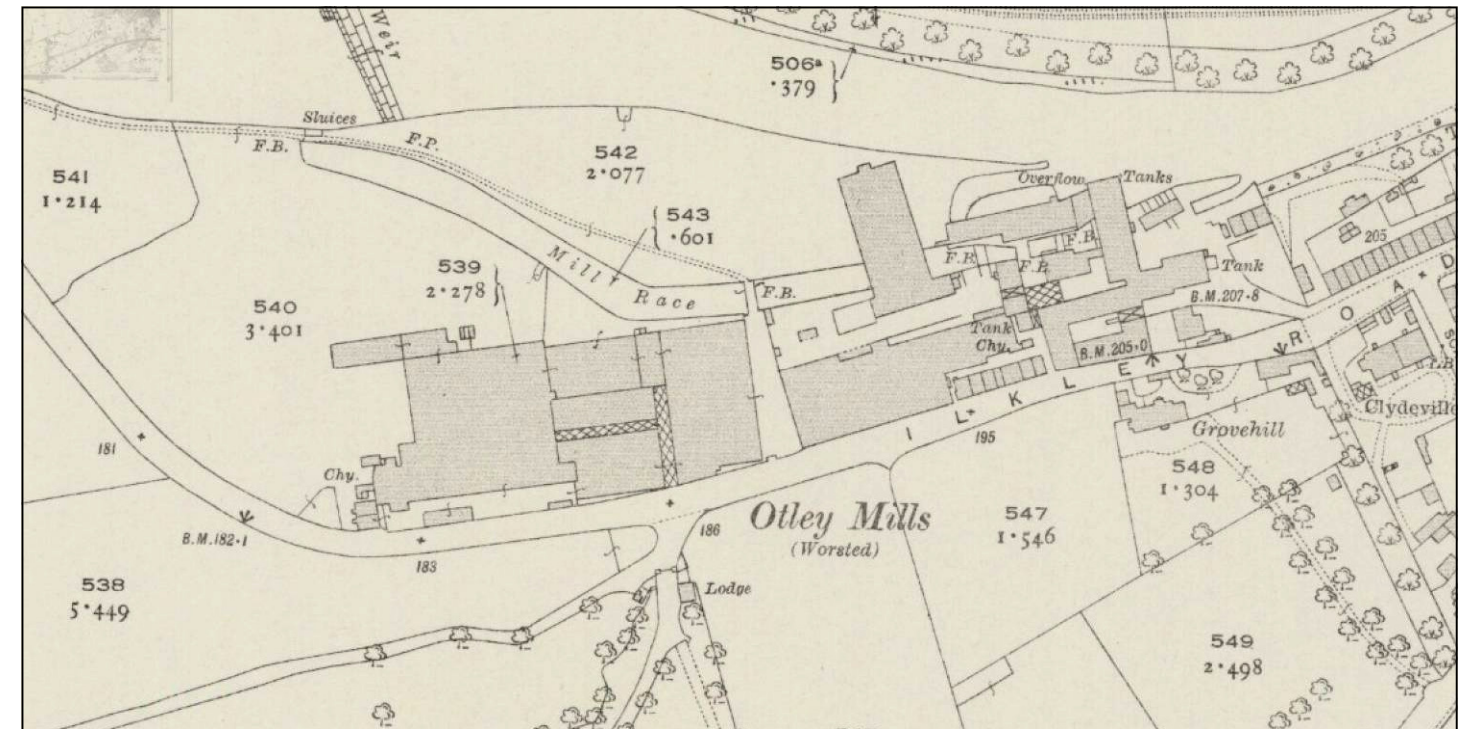 Weir
506a
·379
Sluices
F.B.
F.P.
542
2·077
541
1·214
543
·601
Mill Race
Overflow
Tanks
F.B.
F.B.
F.B.
F.B.
205
Tank
539
2·278
540
3·401
B.M.207·8
Tank
Chy.
B.M.205·0
ILKLEY ROAD
L.B.
Clydeville
181
195
Grovehill
Chy.
548
1·304
Otley Mills
(Worsted)
547
1·546
186
B.M.182·1
183
538
5·449
Lodge
549
2·498